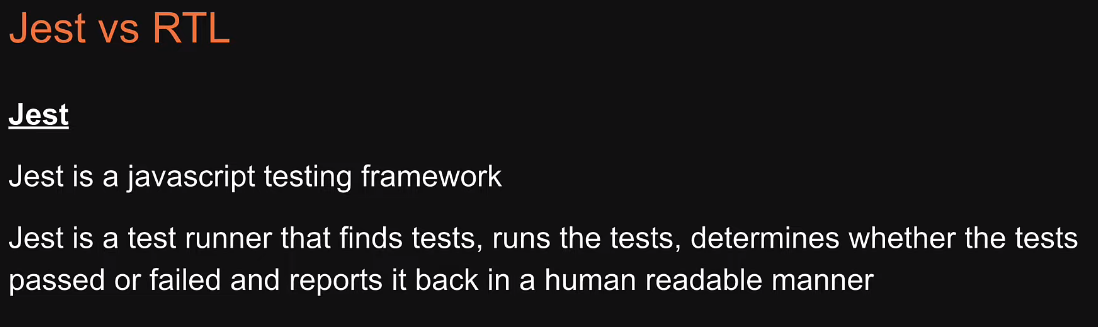 Jest vs RTL
Jest
Jest is a javascript testing framework
Jest is a test runner that finds tests, runs the tests, determines whether the tests
passed or failed and reports it back in a human readable manner